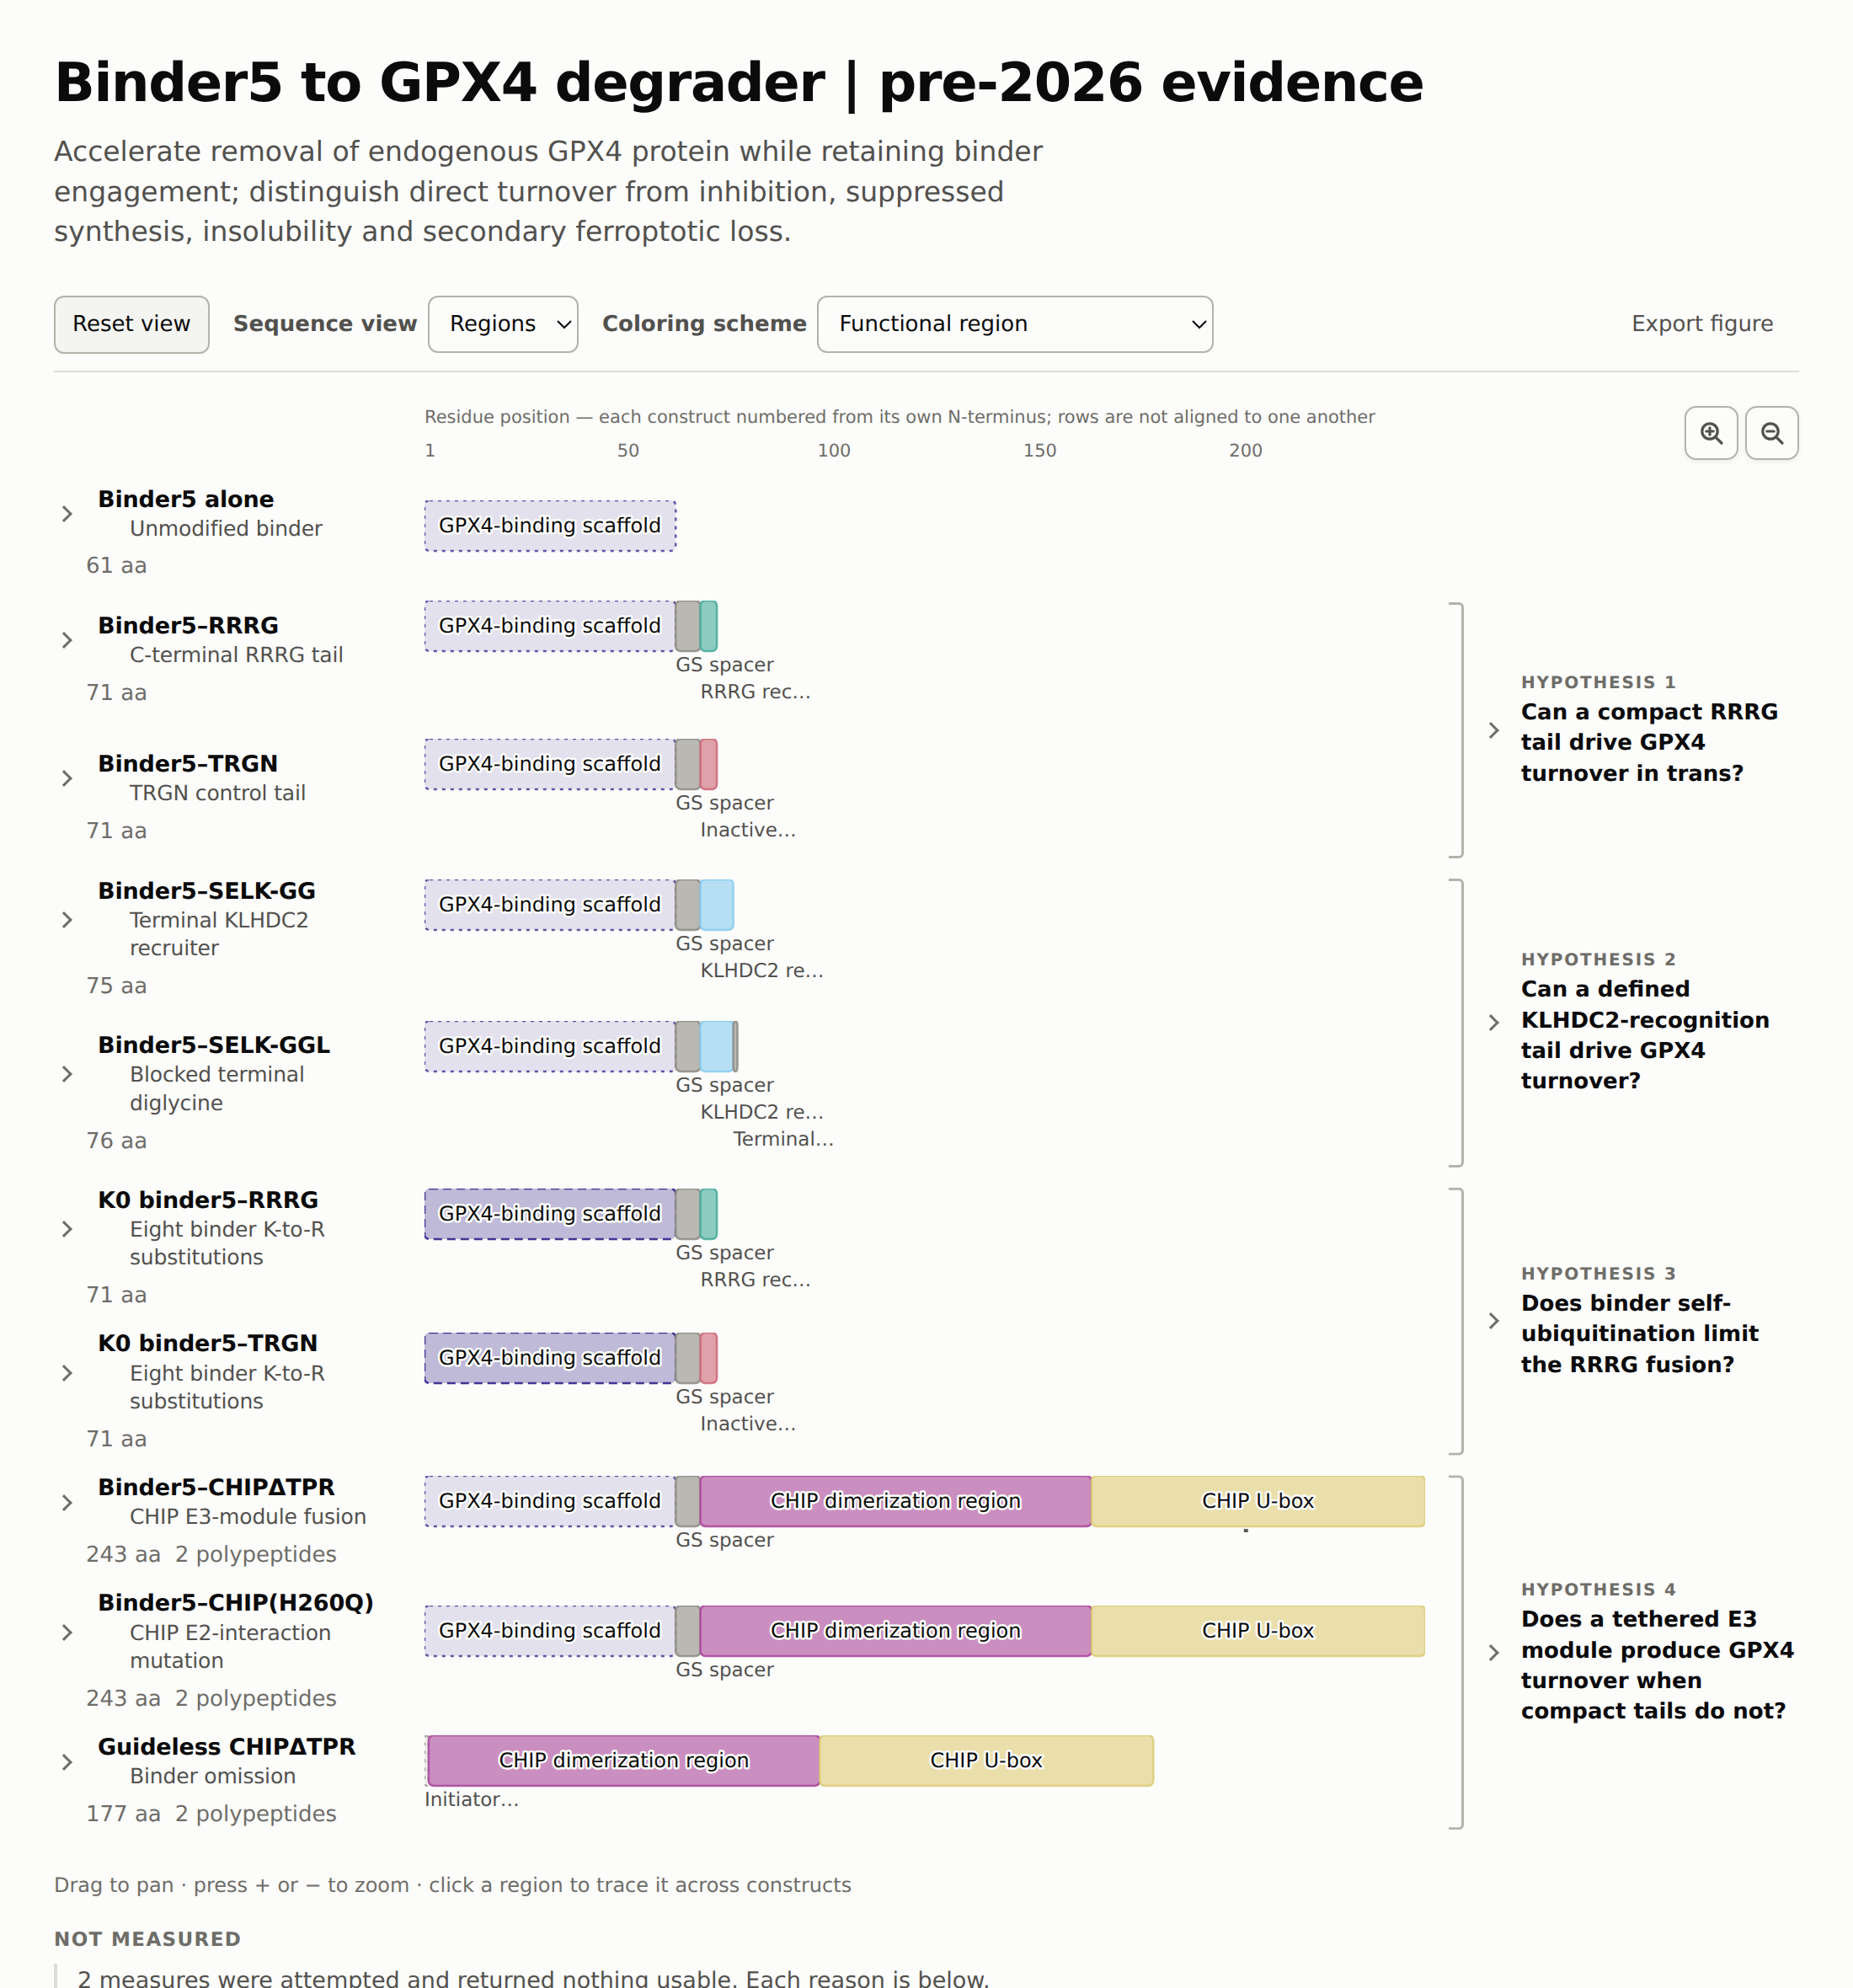 Binder5 to GPX4 degrader | pre-2026 evidence
Accelerate removal of endogenous GPX4 protein while retaining binder
engagement; distinguish direct turnover from inhibition, suppressed
synthesis, insolubility and secondary ferroptotic loss.
Reset view Sequence view Regions Coloring scheme Functional region Export figure
Residue position — each construct numbered from its own N-terminus; rows are not aligned to one another
1 50 100 150 200
Binder5 alone
Unmodified binder
61 aa
GPX4-binding scaffold
Binder5–RRRG
C-terminal RRRG tail
71 aa
GPX4-binding scaffold
GS spacer
RRRG rec…
Binder5–TRGN
TRGN control tail
71 aa
GPX4-binding scaffold
GS spacer
Inactive…
HYPOTHESIS 1
Can a compact RRRG
tail drive GPX4
turnover in trans?
Binder5–SELK-GG
Terminal KLHDC2
recruiter
75 aa
GPX4-binding scaffold
GS spacer
KLHDC2 re…
Binder5–SELK-GGL
Blocked terminal
diglycine
76 aa
GPX4-binding scaffold
GS spacer
KLHDC2 re…
Terminal…
HYPOTHESIS 2
Can a defined
KLHDC2-recognition
tail drive GPX4
turnover?
K0 binder5–RRRG
Eight binder K-to-R
substitutions
71 aa
GPX4-binding scaffold
GS spacer
RRRG rec…
K0 binder5–TRGN
Eight binder K-to-R
substitutions
71 aa
GPX4-binding scaffold
GS spacer
Inactive…
HYPOTHESIS 3
Does binder self-
ubiquitination limit
the RRRG fusion?
Binder5–CHIPΔTPR
CHIP E3-module fusion
243 aa 2 polypeptides
GPX4-binding scaffold
CHIP dimerization region
CHIP U-box
GS spacer
Binder5–CHIP(H260Q)
CHIP E2-interaction
mutation
243 aa 2 polypeptides
GPX4-binding scaffold
CHIP dimerization region
CHIP U-box
GS spacer
Guideless CHIPΔTPR
Binder omission
177 aa 2 polypeptides
CHIP dimerization region
CHIP U-box
Initiator…
HYPOTHESIS 4
Does a tethered E3
module produce GPX4
turnover when
compact tails do not?
Drag to pan · press + or − to zoom · click a region to trace it across constructs
NOT MEASURED
2 measures were attempted and returned nothing usable. Each reason is below.